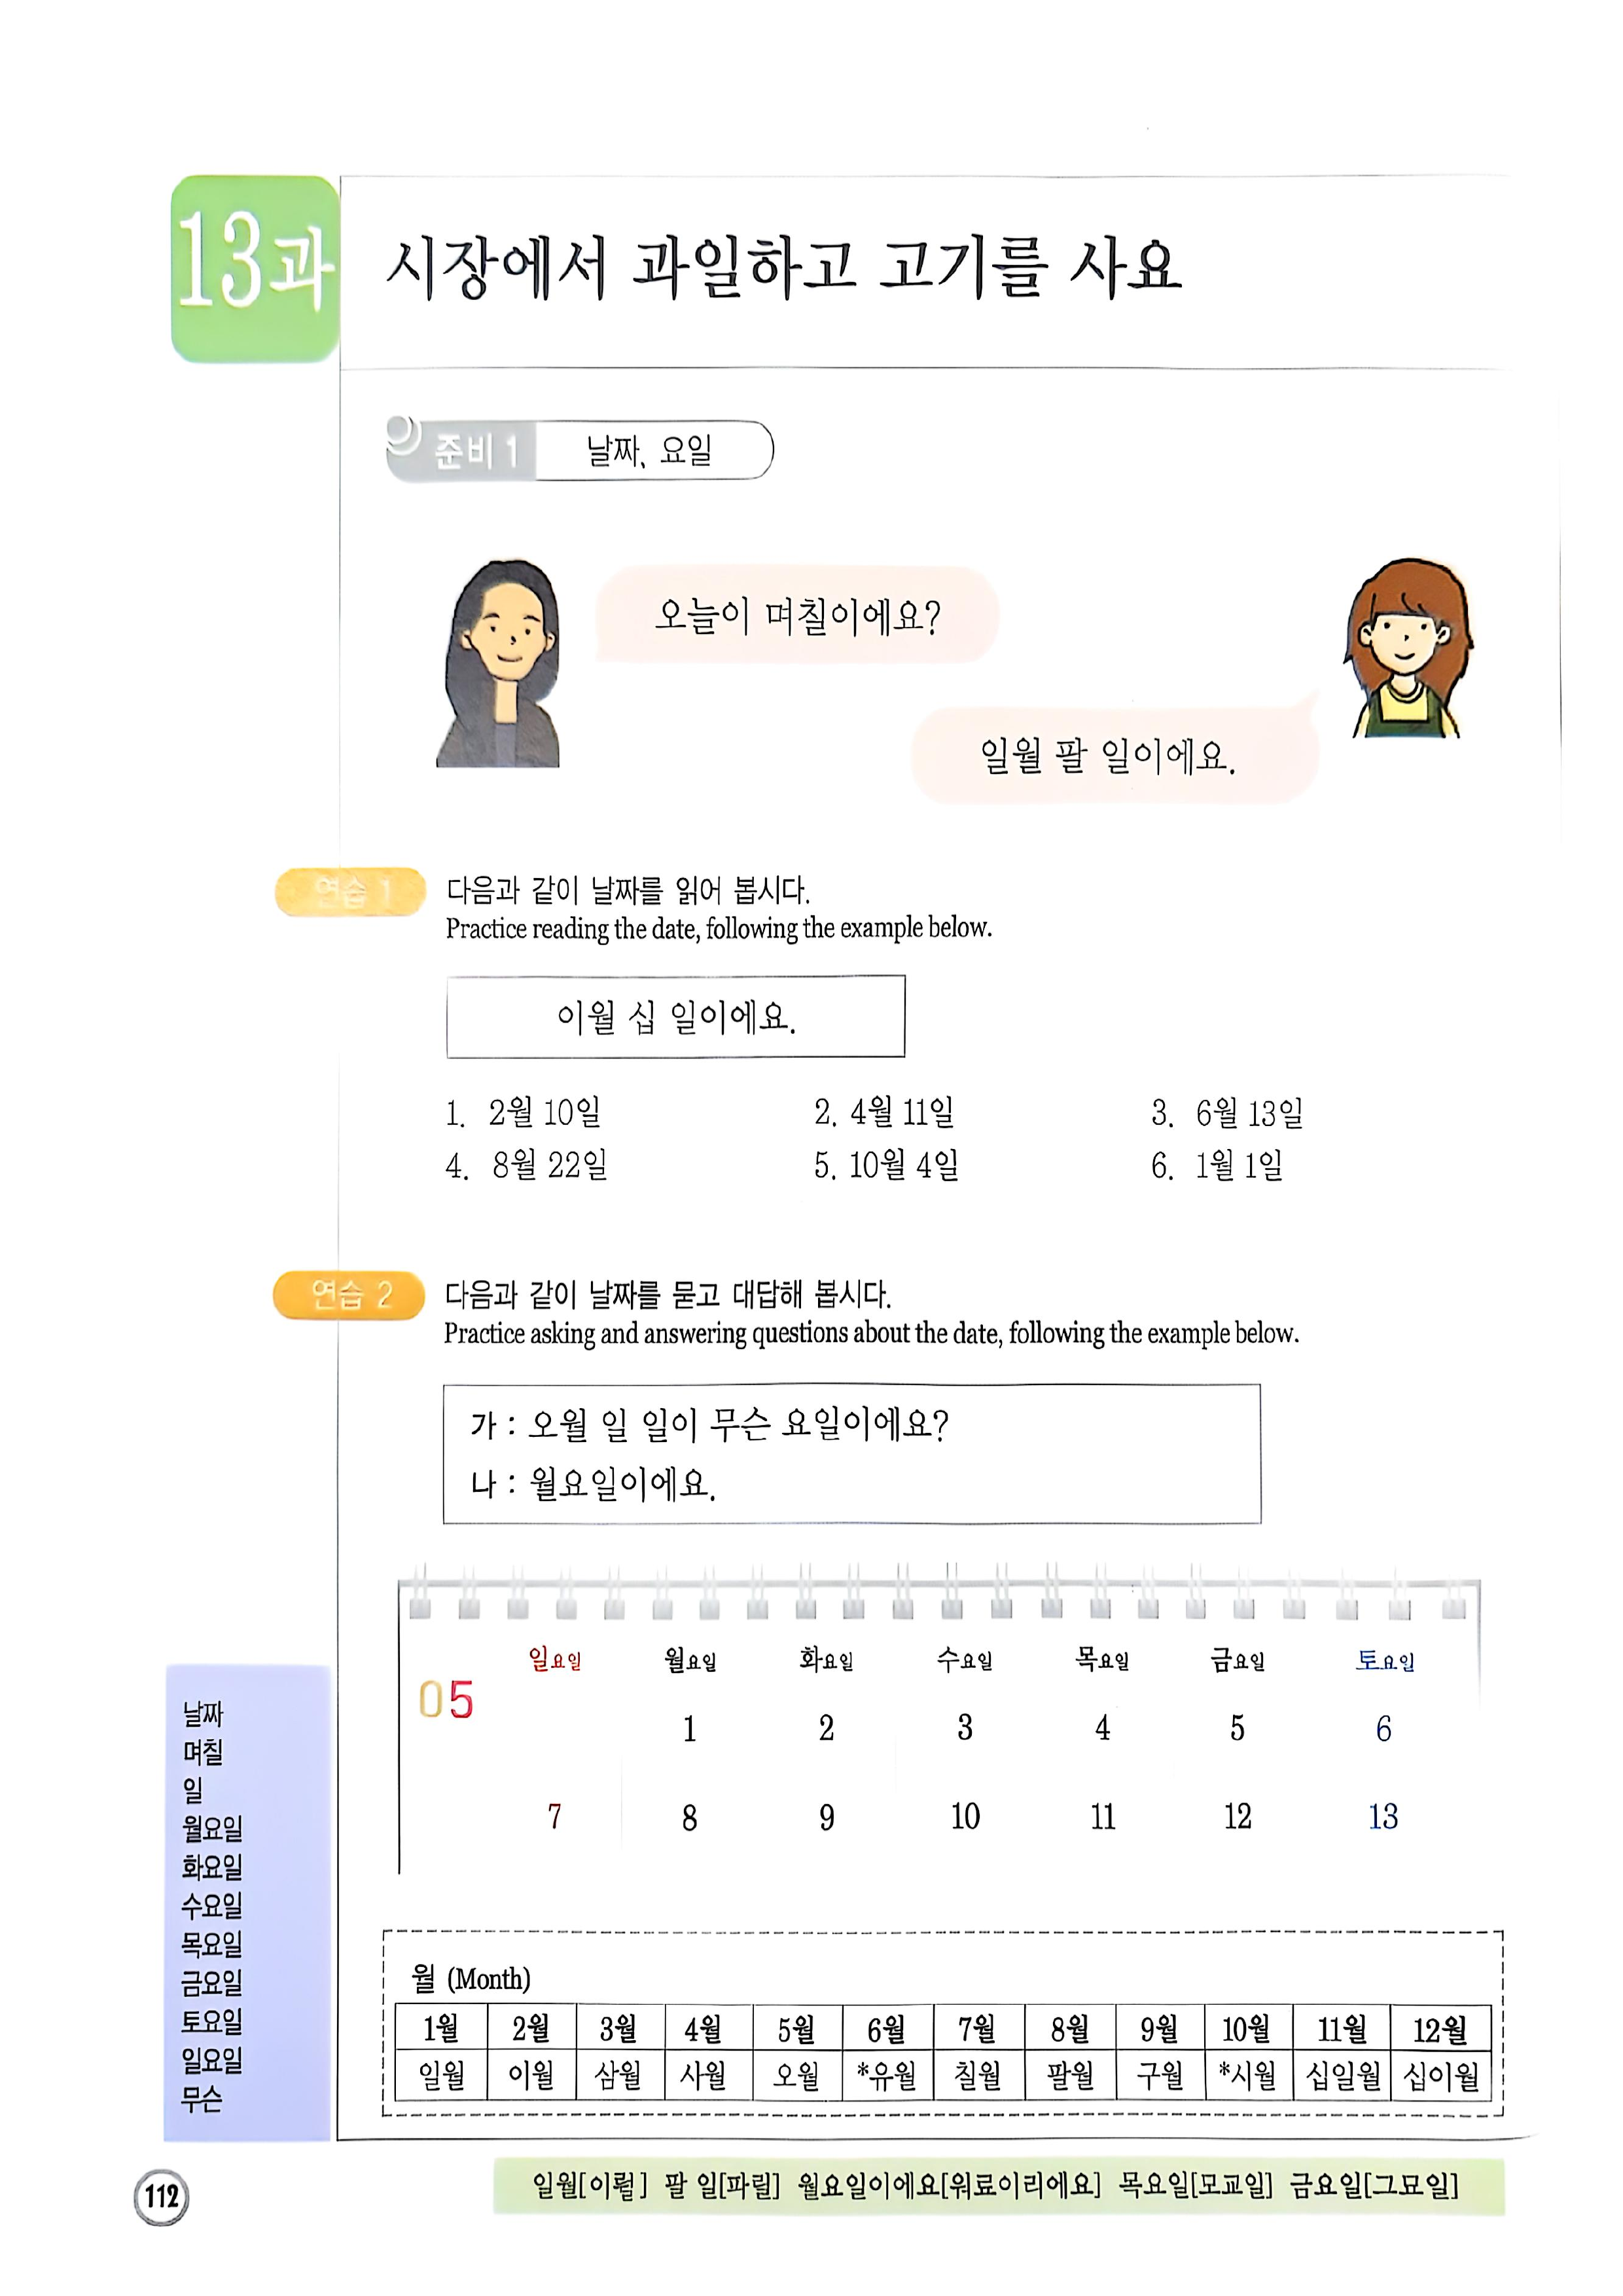 13과
시장에서 과일하고 고기를 사요
준비 1 날짜, 요일
오늘이 며칠이에요?
일월 팔 일이에요.
연습 1 다음과 같이 날짜를 읽어 봅시다.
Practice reading the date, following the example below.
이월 십 일이에요.
1. 2월 10일 2. 4월 11일 3. 6월 13일
4. 8월 22일 5. 10월 4일 6. 1월 1일
연습 2 다음과 같이 날짜를 묻고 대답해 봅시다.
Practice asking and answering questions about the date, following the example below.
가 : 오월 일 일이 무슨 요일이에요?
나 : 월요일이에요.
05
일요일 월요일 화요일 수요일 목요일 금요일 토요일
1 2 3 4 5 6
7 8 9 10 11 12 13
날짜
며칠
일
월요일
화요일
수요일
목요일
금요일
토요일
일요일
무슨
월 (Month)
1월 2월 3월 4월 5월 6월 7월 8월 9월 10월 11월 12월
일월 이월 삼월 사월 오월 *유월 칠월 팔월 구월 *시월 십일월 십이월
112
일월[이뤌] 팔 일[파릴] 월요일이에요[워료이리에요] 목요일[모교일] 금요일[그묘일]